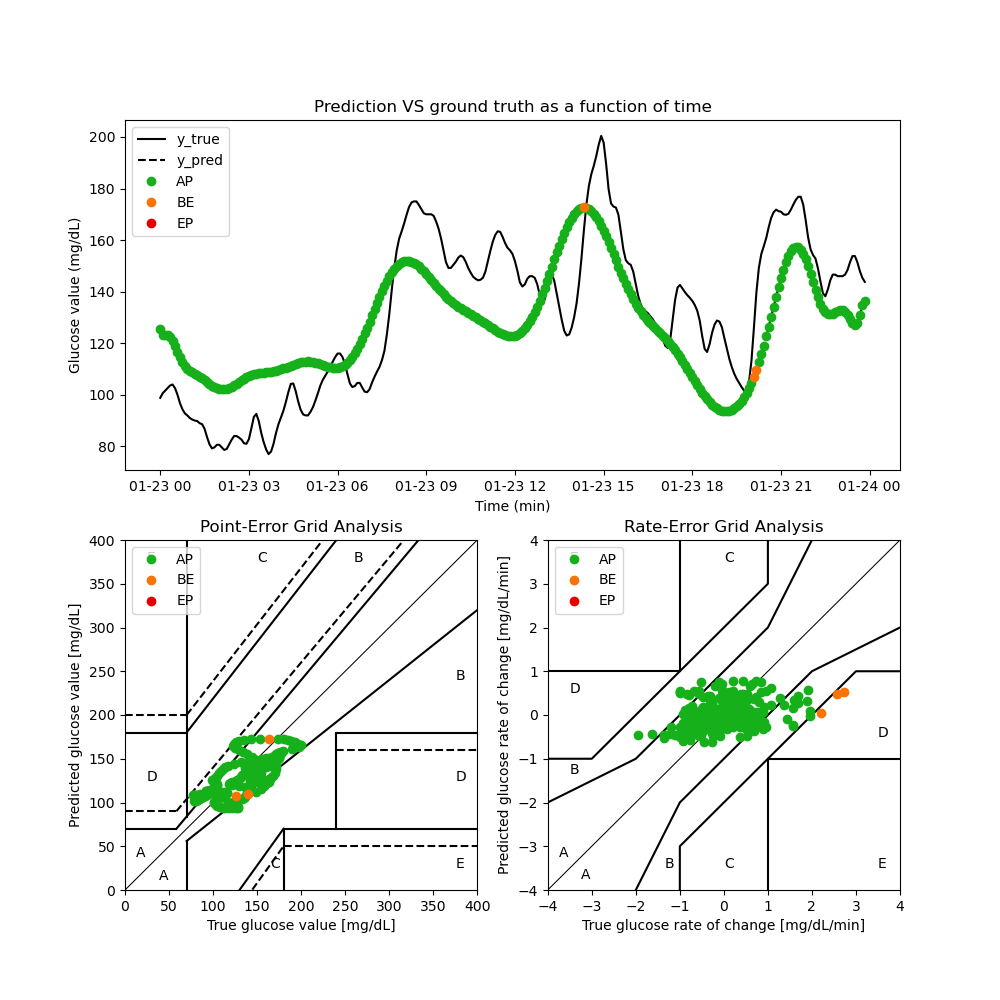 Prediction VS ground truth as a function of time
Glucose value (mg/dL)
200
180
160
140
120
100
80
y_true
y_pred
AP
BE
EP
01-23 00 01-23 03 01-23 06 01-23 09 01-23 12 01-23 15 01-23 18 01-23 21 01-24 00
Time (min)
Point-Error Grid Analysis
Predicted glucose value [mg/dL]
400
350
300
250
200
150
100
50
0
AP
BE
EP
C
B
B
D
D
A
A
C
E
0 50 100 150 200 250 300 350 400
True glucose value [mg/dL]
Rate-Error Grid Analysis
Predicted glucose rate of change [mg/dL/min]
4
3
2
1
0
−1
−2
−3
−4
AP
BE
EP
C
D
D
B
A
A
B
C
E
−4 −3 −2 −1 0 1 2 3 4
True glucose rate of change [mg/dL/min]